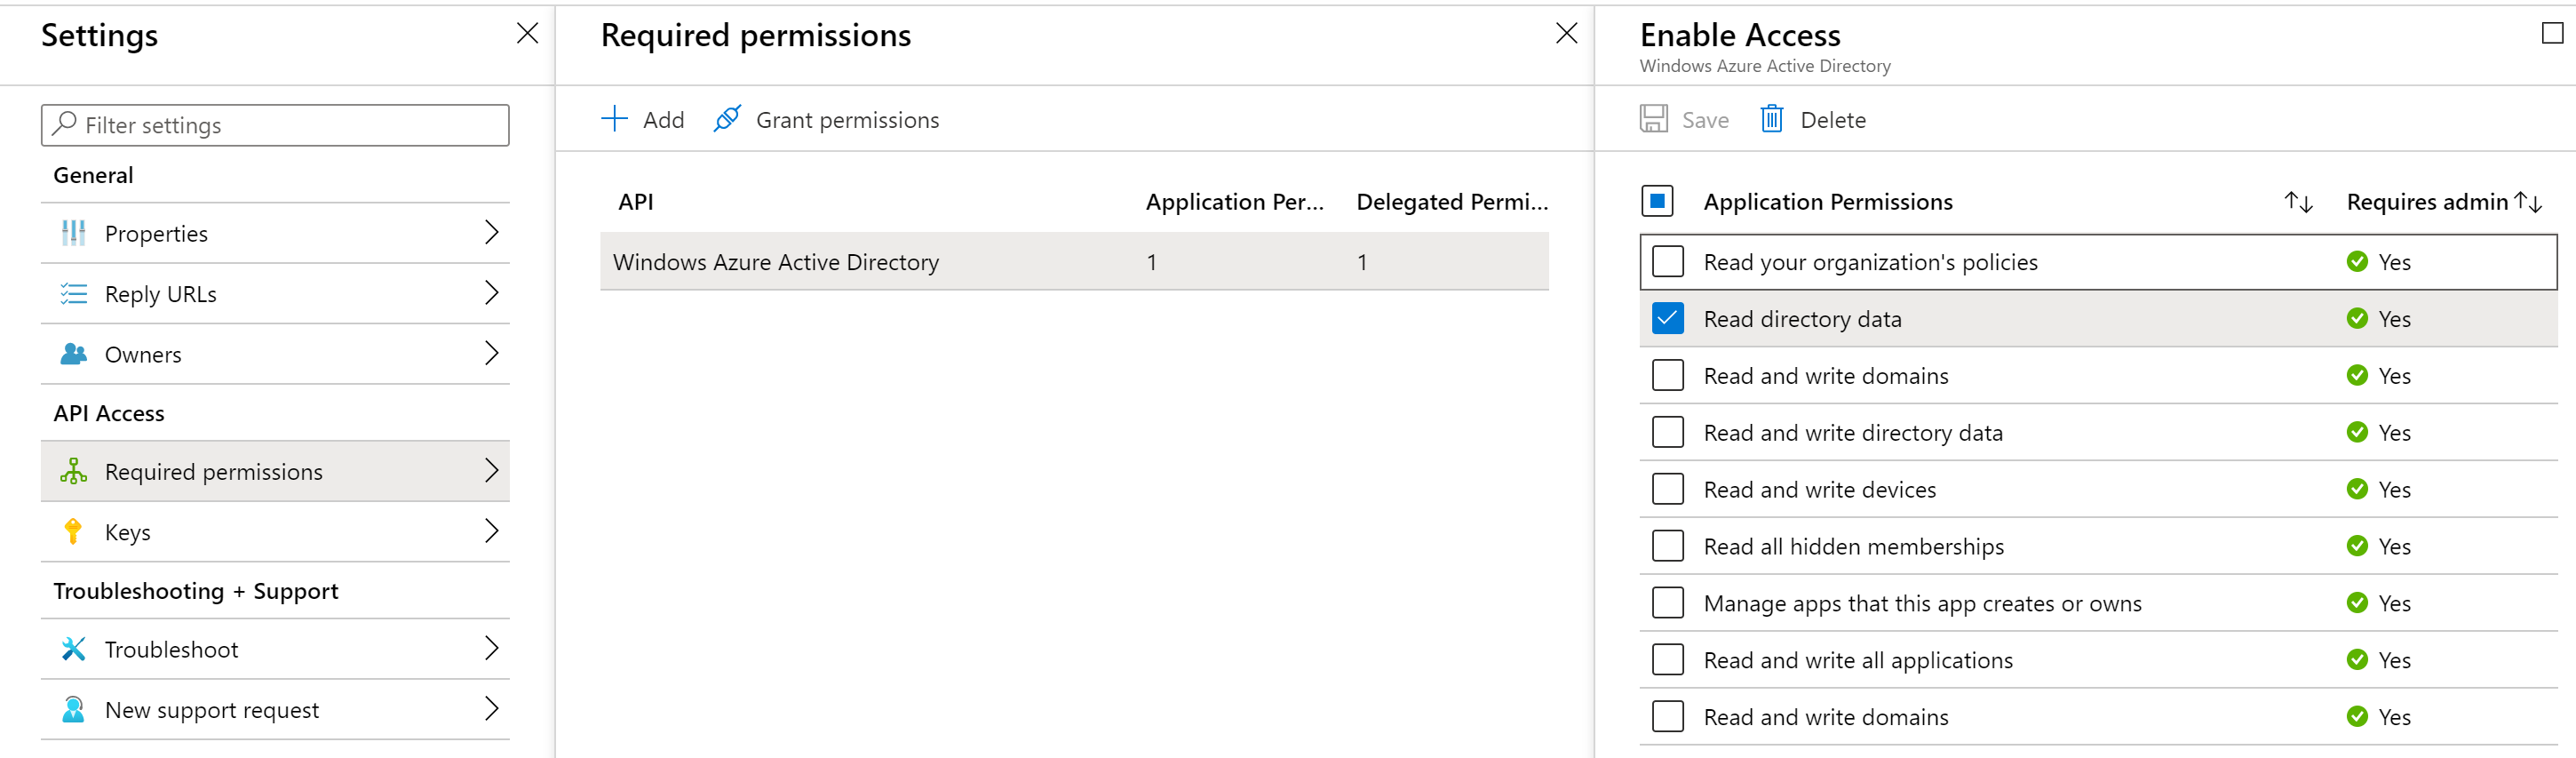 Settings
Filter settings
General
Properties
Reply URLs
Owners
API Access
Required permissions
Keys
Troubleshooting + Support
Troubleshoot
New support request
Required permissions
Add Grant permissions
API Application Per... Delegated Permi...
Windows Azure Active Directory 1 1
Enable Access
Windows Azure Active Directory
Save Delete
Application Permissions Requires admin
Read your organization's policies Yes
Read directory data Yes
Read and write domains Yes
Read and write directory data Yes
Read and write devices Yes
Read all hidden memberships Yes
Manage apps that this app creates or owns Yes
Read and write all applications Yes
Read and write domains Yes